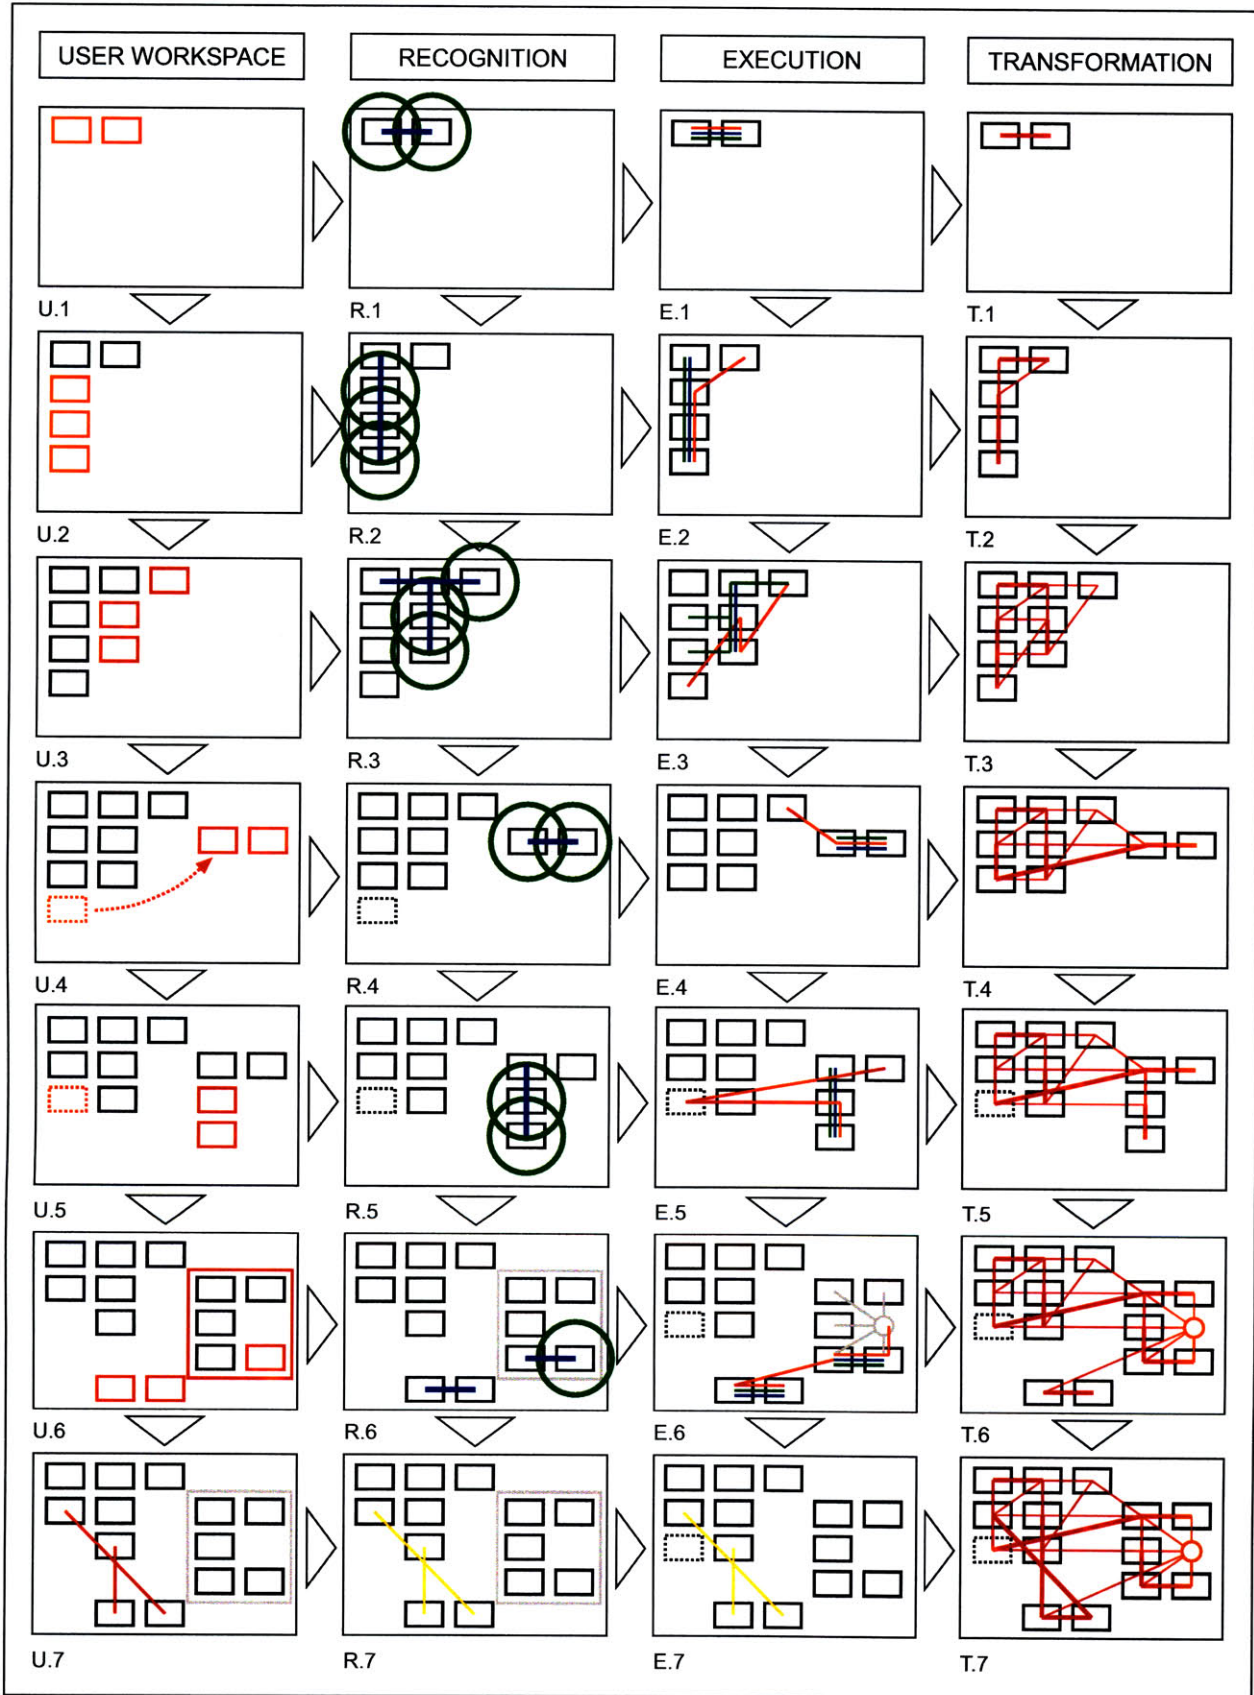 USER WORKSPACE
RECOGNITION
EXECUTION
TRANSFORMATION
U.1
R.1
E.1
T.1
U.2
R.2
E.2
T.2
U.3
R.3
E.3
T.3
U.4
R.4
E.4
T.4
U.5
R.5
E.5
T.5
U.6
R.6
E.6
T.6
U.7
R.7
E.7
T.7